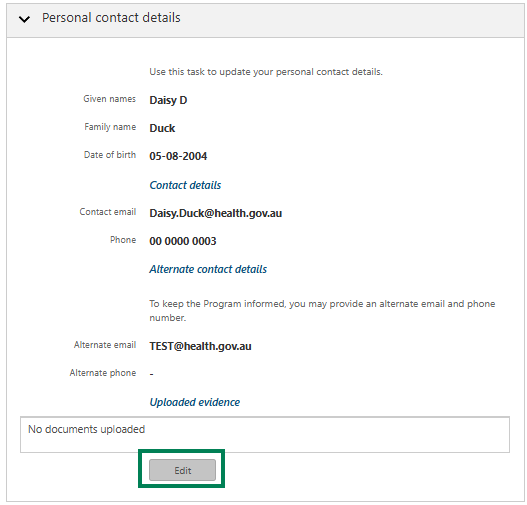 Personal contact details
Use this task to update your personal contact details.
Given names Daisy D
Family name Duck
Date of birth 05-08-2004
Contact details
Contact email Daisy.Duck@health.gov.au
Phone 00 0000 0003
Alternate contact details
To keep the Program informed, you may provide an alternate email and phone
number.
Alternate email TEST@health.gov.au
Alternate phone -
Uploaded evidence
No documents uploaded
Edit